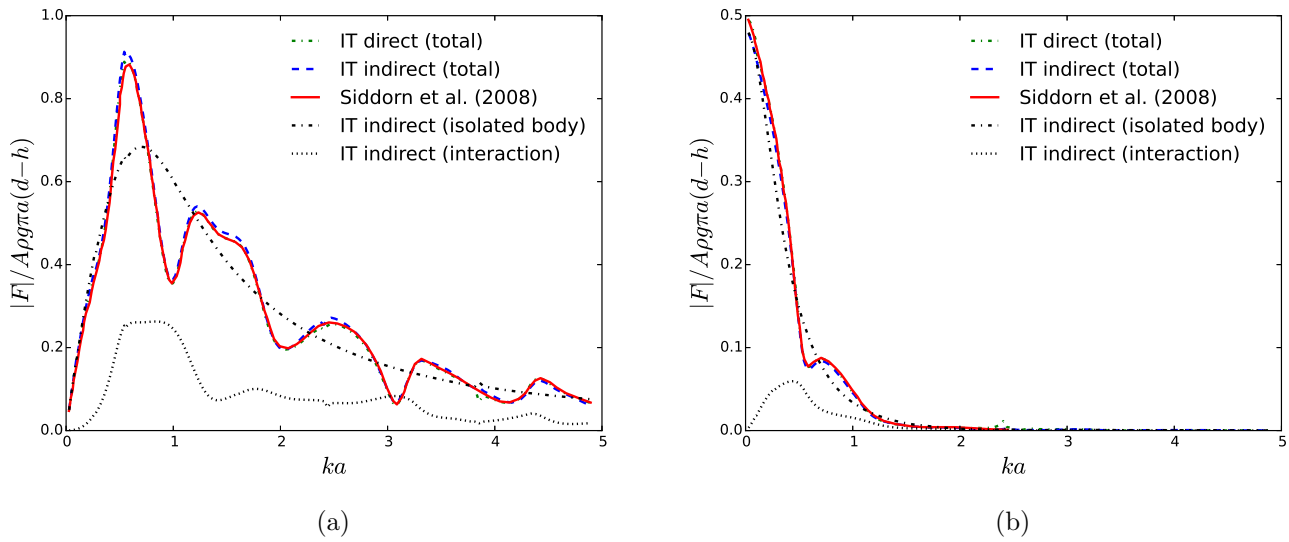 1.0
0.8
0.6
0.4
0.2
0.0
|F|/Aρgπa(d−h)
IT direct (total)
IT indirect (total)
Siddorn et al. (2008)
IT indirect (isolated body)
IT indirect (interaction)
0 1 2 3 4 5
ka
(a)
0.5
0.4
0.3
0.2
0.1
0.0
|F|/Aρgπa(d−h)
IT direct (total)
IT indirect (total)
Siddorn et al. (2008)
IT indirect (isolated body)
IT indirect (interaction)
0 1 2 3 4 5
ka
(b)